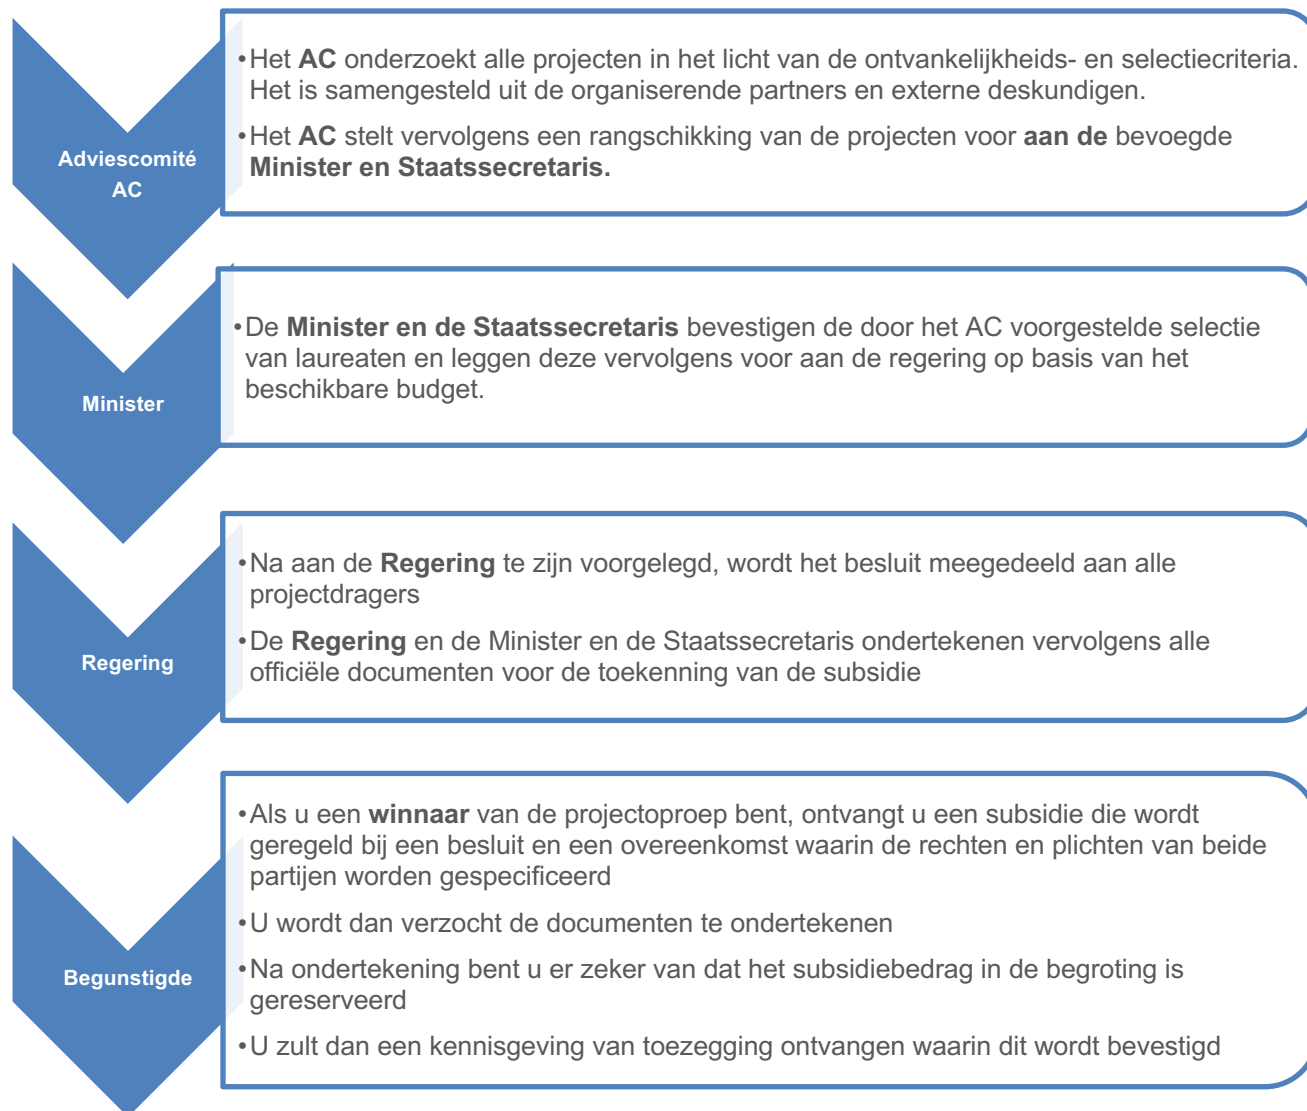 Adviescomité
AC
•Het AC onderzoekt alle projecten in het licht van de ontvankelijkheids- en selectiecriteria.
Het is samengesteld uit de organiserende partners en externe deskundigen.
•Het AC stelt vervolgens een rangschikking van de projecten voor aan de bevoegde
Minister en Staatssecretaris.
Minister
•De Minister en de Staatssecretaris bevestigen de door het AC voorgestelde selectie
van laureaten en leggen deze vervolgens voor aan de regering op basis van het
beschikbare budget.
Regering
•Na aan de Regering te zijn voorgelegd, wordt het besluit meegedeeld aan alle
projectdragers
•De Regering en de Minister en de Staatssecretaris ondertekenen vervolgens alle
officiële documenten voor de toekenning van de subsidie
Begunstigde
•Als u een winnaar van de projectoproep bent, ontvangt u een subsidie die wordt
geregeld bij een besluit en een overeenkomst waarin de rechten en plichten van beide
partijen worden gespecificeerd
•U wordt dan verzocht de documenten te ondertekenen
•Na ondertekening bent u er zeker van dat het subsidiebedrag in de begroting is
gereserveerd
•U zult dan een kennisgeving van toezegging ontvangen waarin dit wordt bevestigd